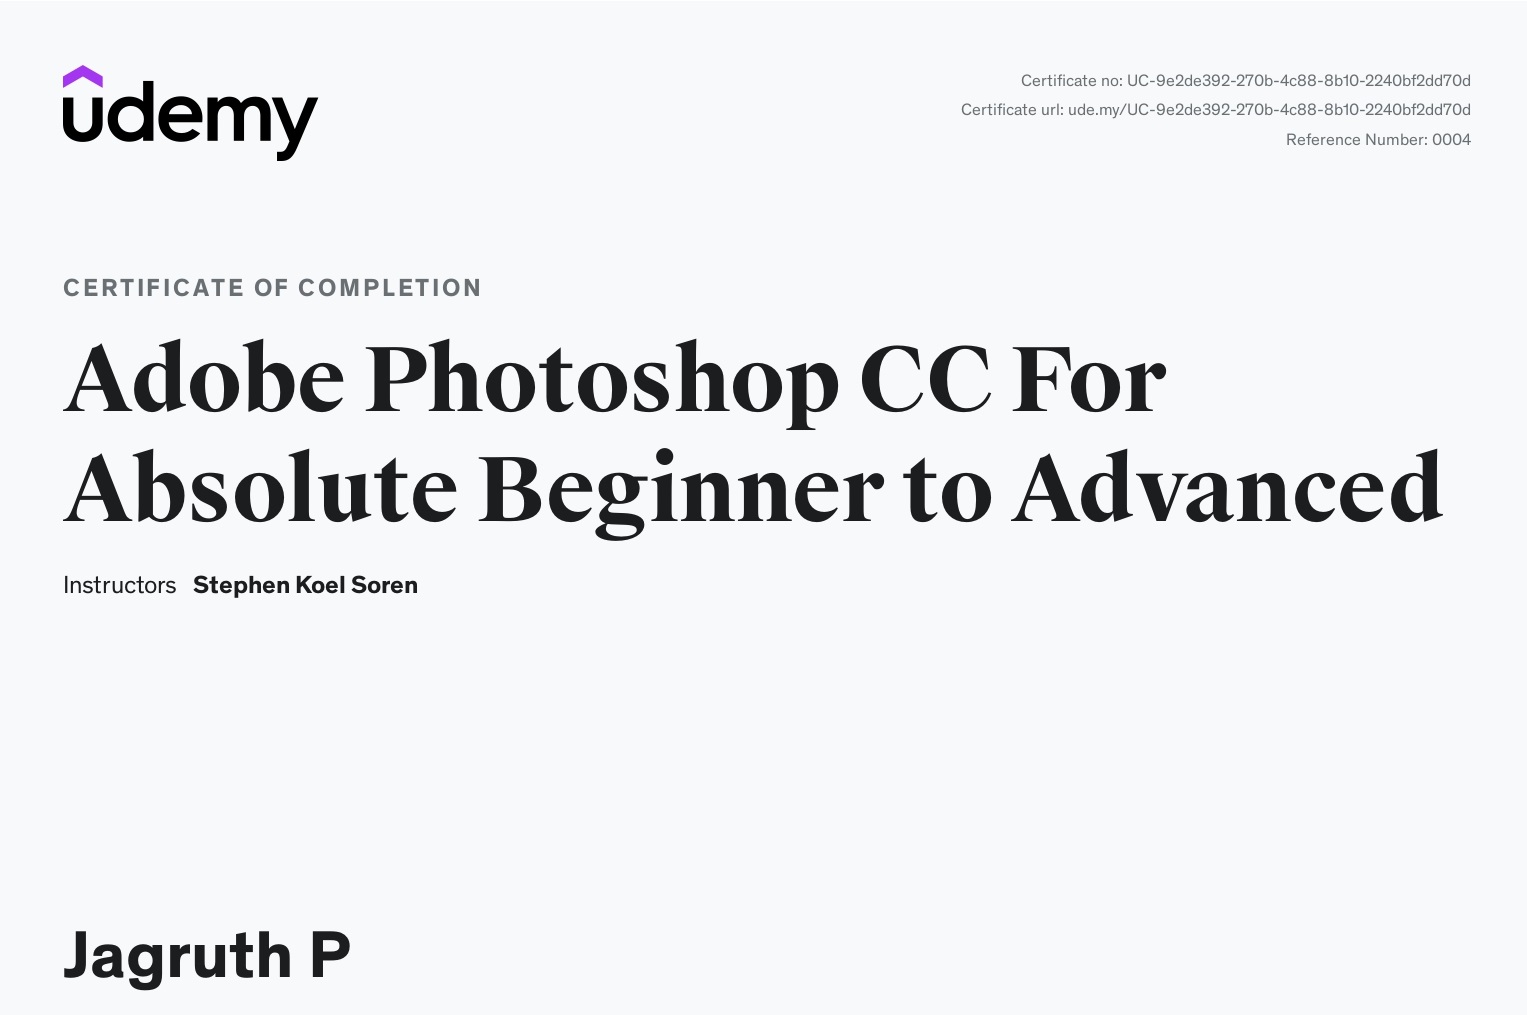 udemy
Certificate no: UC-9e2de392-270b-4c88-8b10-2240bf2dd70d
Certificate url: ude.my/UC-9e2de392-270b-4c88-8b10-2240bf2dd70d
Reference Number: 0004
CERTIFICATE OF COMPLETION
Adobe Photoshop CC For
Absolute Beginner to Advanced
Instructors Stephen Koel Soren
Jagruth P